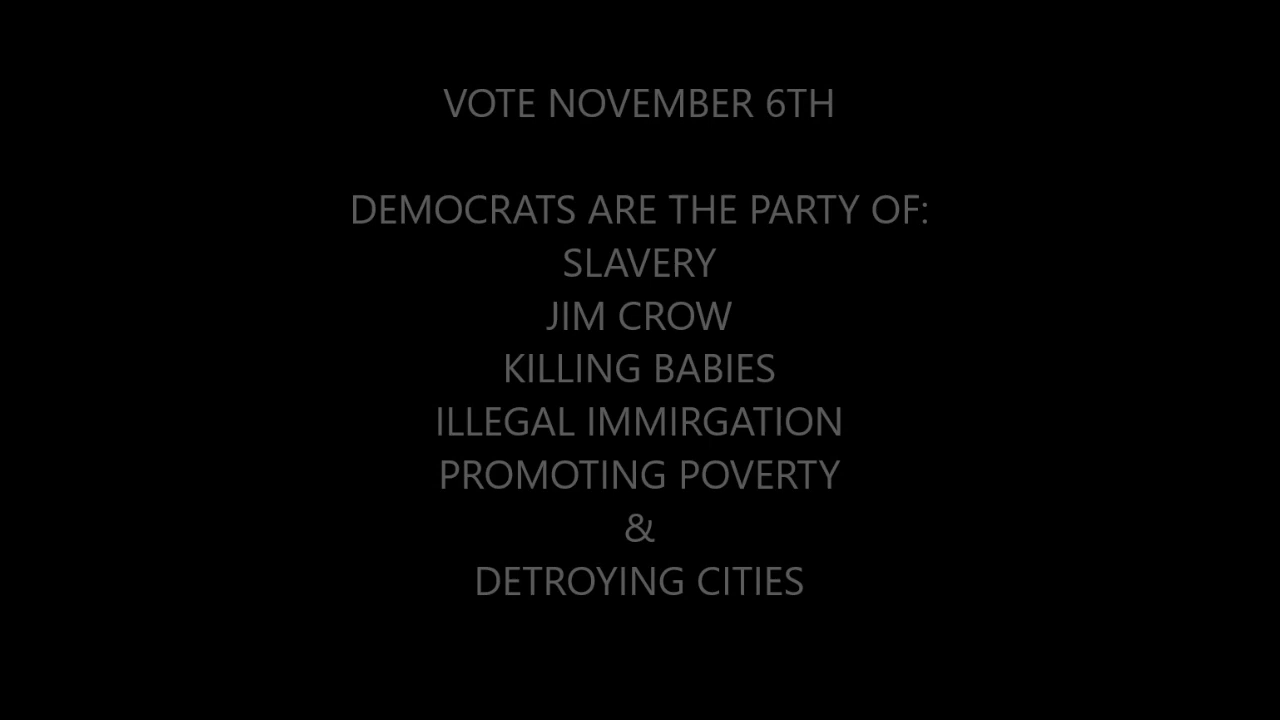 VOTE NOVEMBER 6TH
DEMOCRATS ARE THE PARTY OF:
SLAVERY
JIM CROW
KILLING BABIES
ILLEGAL IMMIRGATION
PROMOTING POVERTY
&
DETROYING CITIES